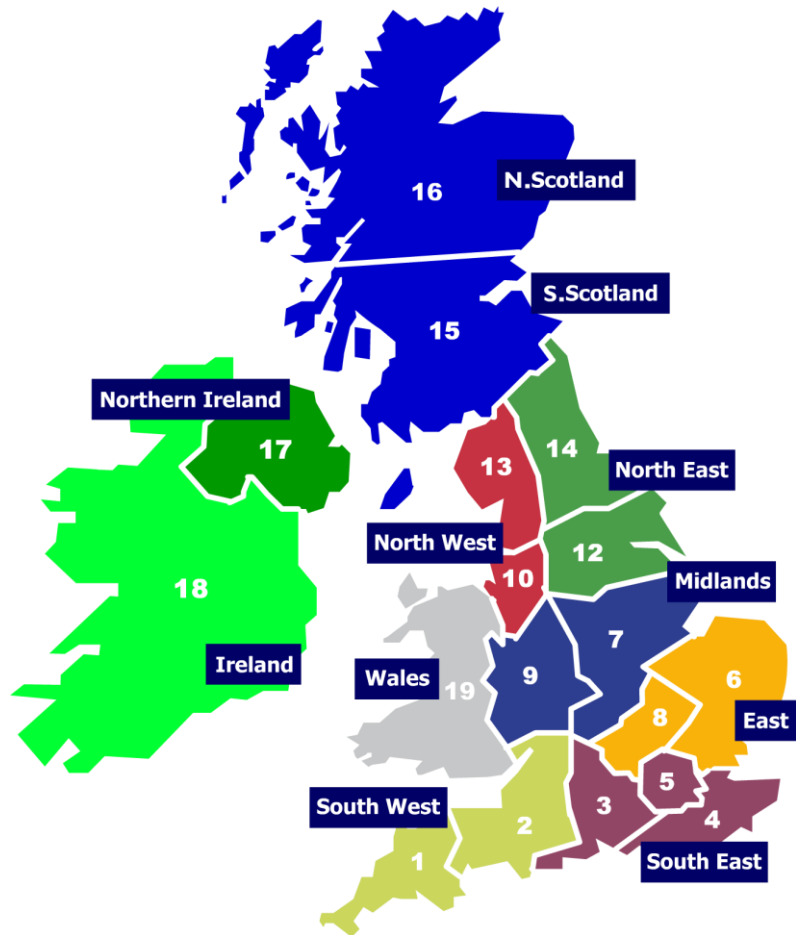 16
N.Scotland
S.Scotland
15
Northern Ireland
17
14
13
North East
North West
12
10
Midlands
18
7
Ireland
Wales
19
9
6
8
East
5
South West
2
3
4
1
South East